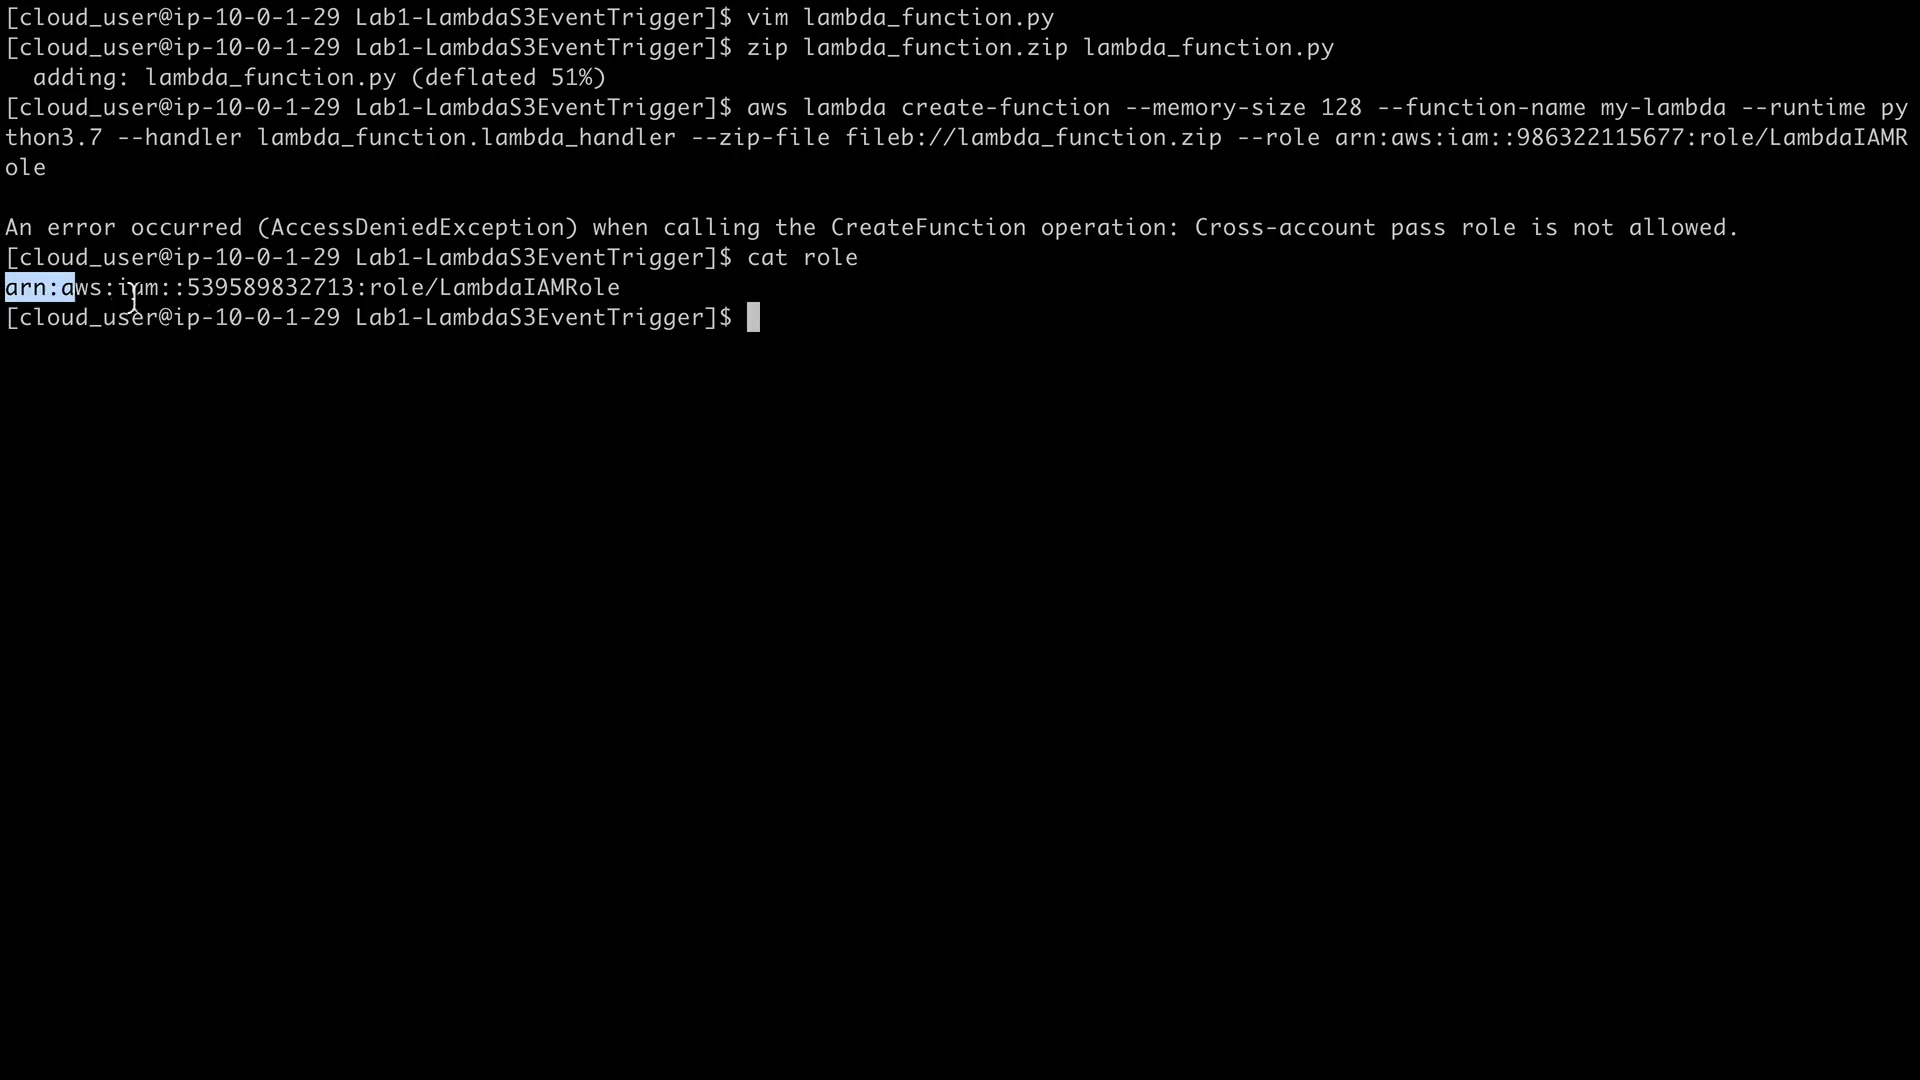 [cloud_user@ip-10-0-1-29 Lab1-LambdaS3EventTrigger]$ vim lambda_function.py
[cloud_user@ip-10-0-1-29 Lab1-LambdaS3EventTrigger]$ zip lambda_function.zip lambda_function.py
  adding: lambda_function.py (deflated 51%)
[cloud_user@ip-10-0-1-29 Lab1-LambdaS3EventTrigger]$ aws lambda create-function --memory-size 128 --function-name my-lambda --runtime py
thon3.7 --handler lambda_function.lambda_handler --zip-file fileb://lambda_function.zip --role arn:aws:iam::986322115677:role/LambdaIAMR
ole
An error occurred (AccessDeniedException) when calling the CreateFunction operation: Cross-account pass role is not allowed.
[cloud_user@ip-10-0-1-29 Lab1-LambdaS3EventTrigger]$ cat role
arn:aws:iam::539589832713:role/LambdaIAMRole
[cloud_user@ip-10-0-1-29 Lab1-LambdaS3EventTrigger]$